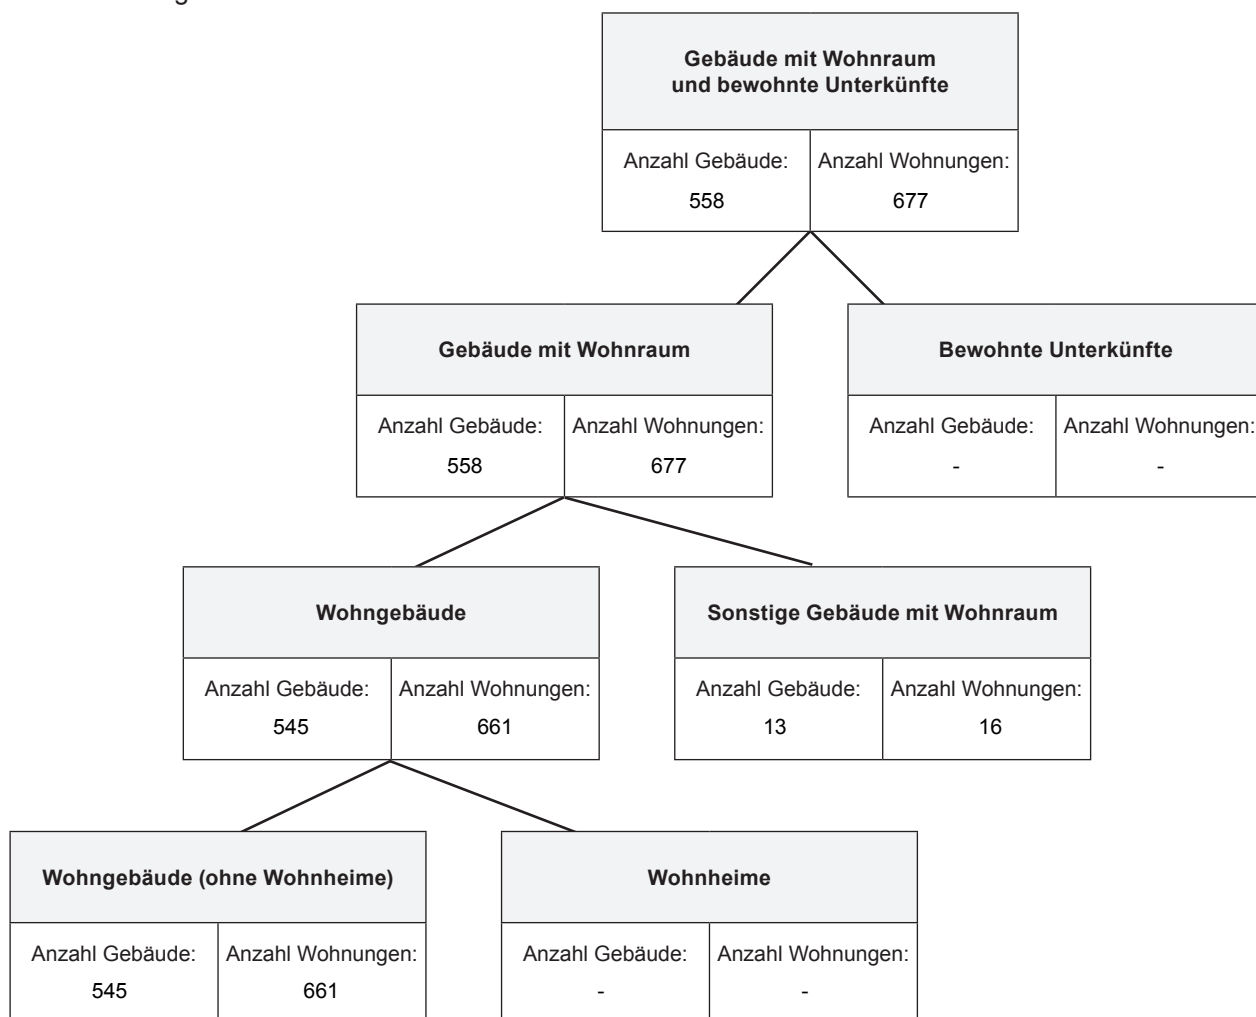 Gebäude mit Wohnraum
und bewohnte Unterkünfte
Anzahl Gebäude: Anzahl Wohnungen:
558 677
Gebäude mit Wohnraum
Anzahl Gebäude: Anzahl Wohnungen:
558 677
Bewohnte Unterkünfte
Anzahl Gebäude: Anzahl Wohnungen:
- -
Wohngebäude
Anzahl Gebäude: Anzahl Wohnungen:
545 661
Sonstige Gebäude mit Wohnraum
Anzahl Gebäude: Anzahl Wohnungen:
13 16
Wohngebäude (ohne Wohnheime)
Anzahl Gebäude: Anzahl Wohnungen:
545 661
Wohnheime
Anzahl Gebäude: Anzahl Wohnungen:
- -